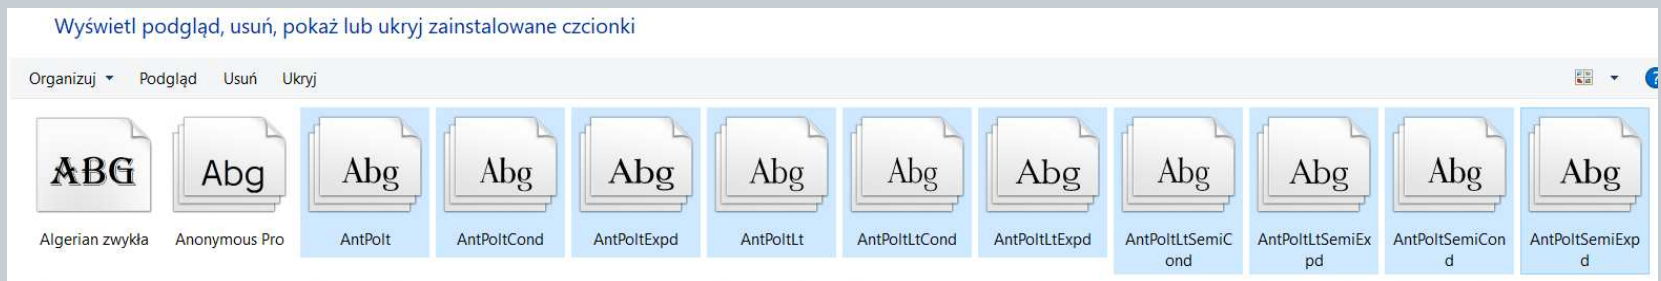 Wyświetl podgląd, usuń, pokaż lub ukryj zainstalowane czcionki
Organizuj Podgląd Usuń Ukryj ?
ABG Abg Abg Abg Abg Abg Abg Abg Abg Abg Abg Abg
Algerian zwykła Anonymous Pro AntPolt AntPoltCond AntPoltExpd AntPoltLt AntPoltLtCond AntPoltLtExpd AntPoltLtSemiC AntPoltLtSemiEx AntPoltSemiCon AntPoltSemiExp
ond pd d d